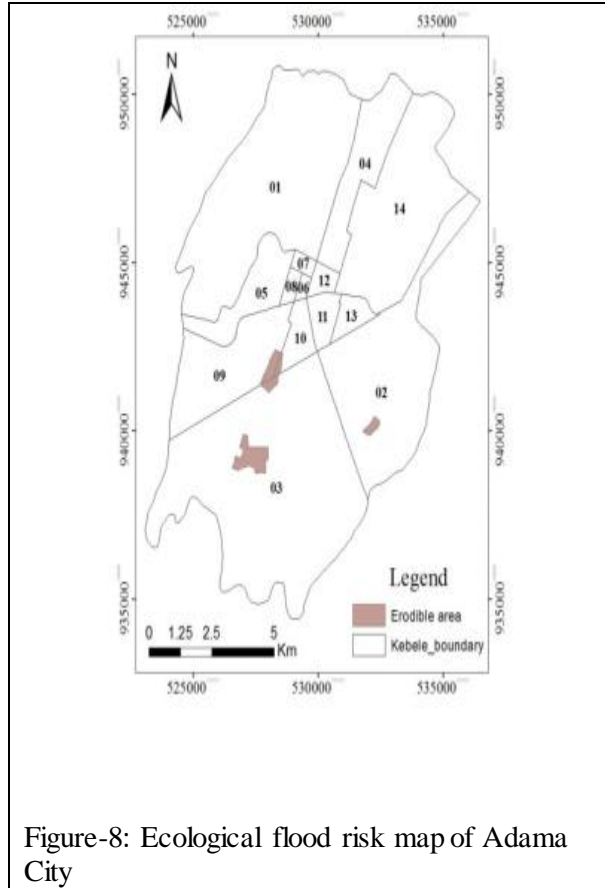 525000 530000 535000
N
950000 950000
04
01
14
945000 945000
07
12
05 08 06
11 13
10
09
02
940000 940000
03
Legend
Erodible area
Kebele_boundary
935000 935000
0 1.25 2.5 5
Km
525000 530000 535000
Figure-8: Ecological flood risk map of Adama
City